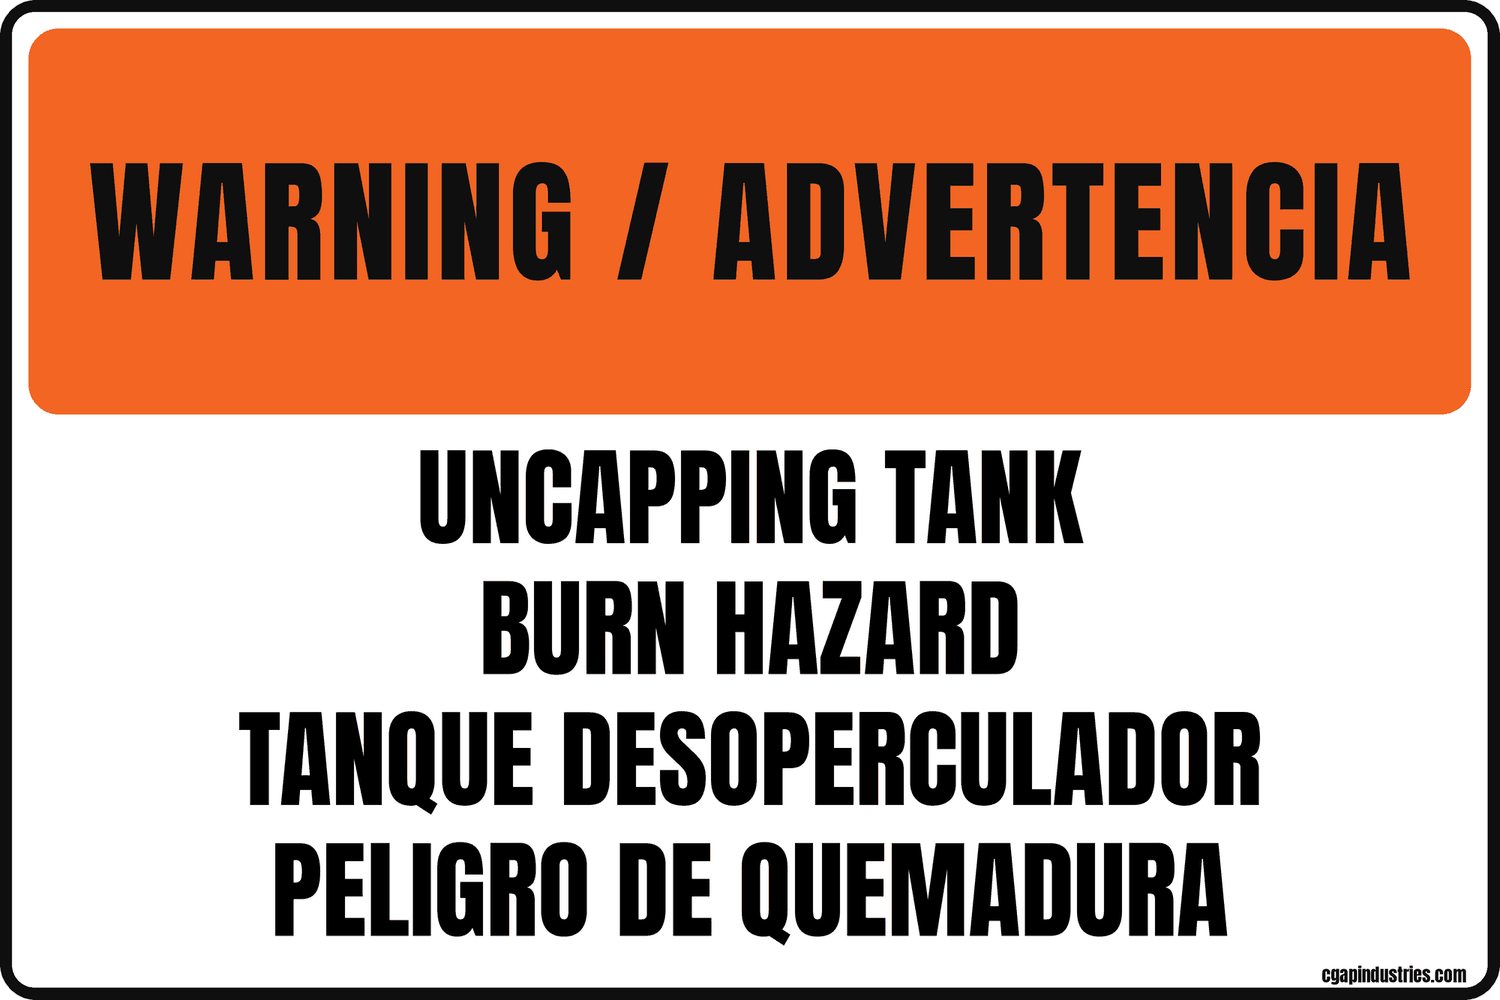 WARNING / ADVERTENCIA
UNCAPPING TANK
BURN HAZARD
TANQUE DESOPERCULADOR
PELIGRO DE QUEMADURA
cgapindustries.com